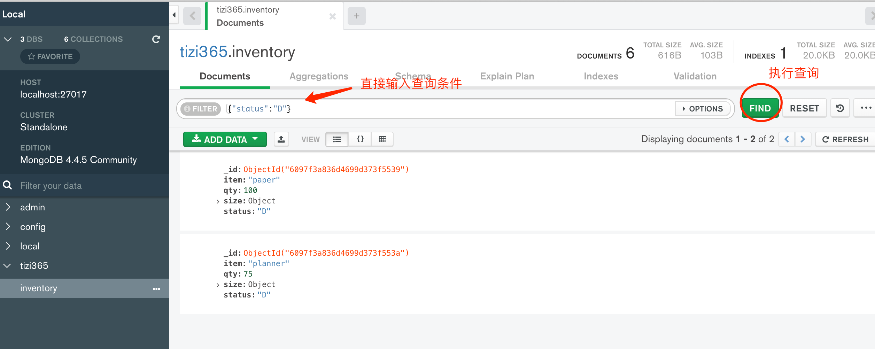 Local
3 DBS 6 COLLECTIONS
FAVORITE
HOST
localhost:27017
CLUSTER
Standalone
EDITION
MongoDB 4.4.5 Community
Filter your data
admin
config
local
tizi365
inventory
tizi365.inventory
Documents
tizi365.inventory
DOCUMENTS 6 TOTAL SIZE 616B AVG. SIZE 103B INDEXES 1 TOTAL SIZE 20.0KB AVG. SIZE 20.0KB
Documents Aggregations Schema Explain Plan Indexes Validation
直接输入查询条件
执行查询
FILTER {"status":"D"} OPTIONS FIND RESET
ADD DATA VIEW {} Displaying documents 1 - 2 of 2 REFRESH
_id: ObjectId("6097f3a836d4699d373f5539")
item: "paper"
qty: 100
size: Object
status: "D"
_id: ObjectId("6097f3a836d4699d373f553a")
item: "planner"
qty: 75
size: Object
status: "D"